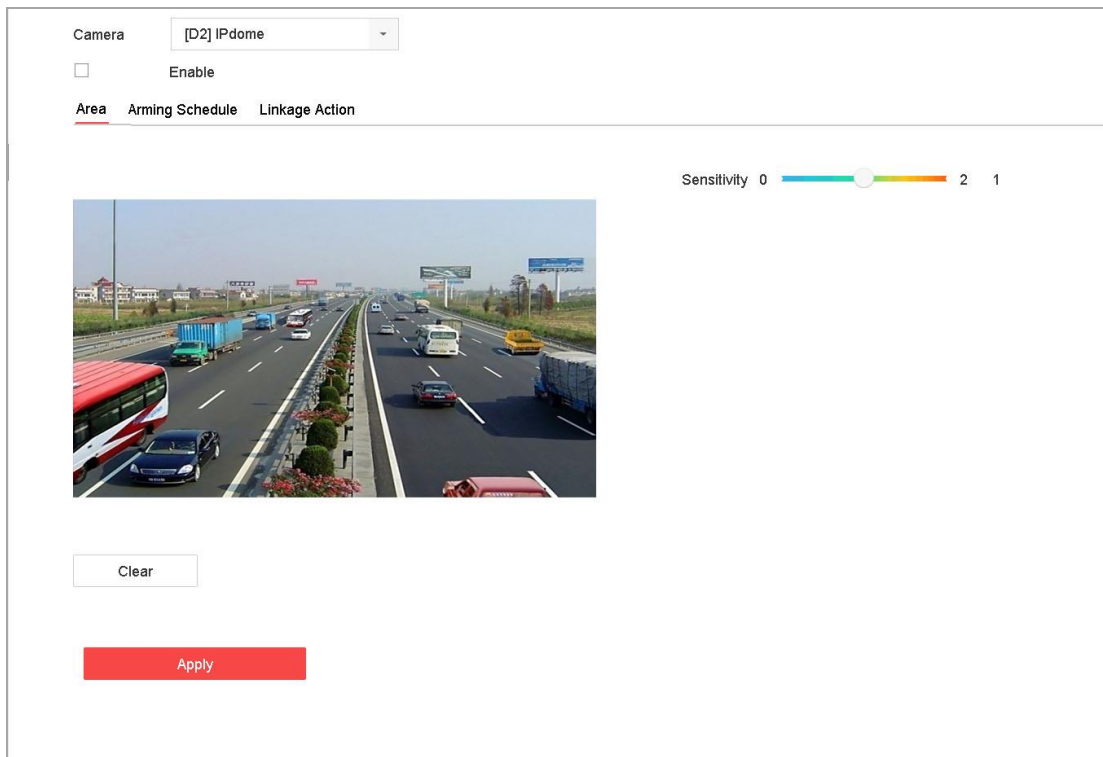 Camera [D2] IPdome
Enable
Area Arming Schedule Linkage Action
Sensitivity 0 2 1
Clear
Apply